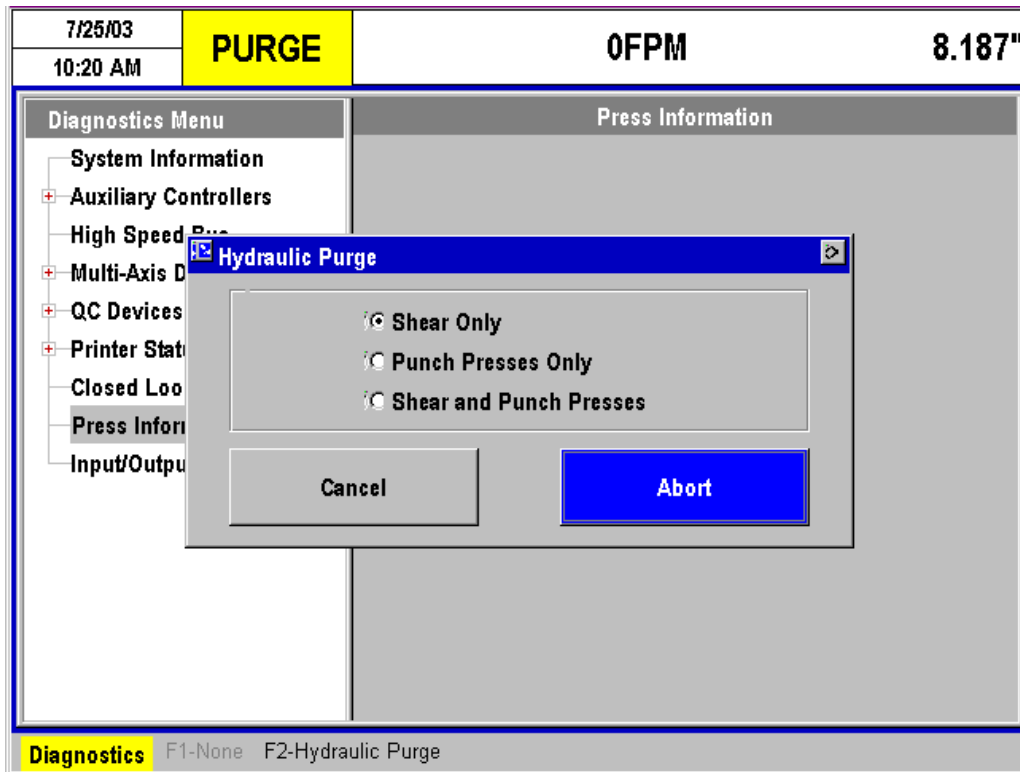 7/25/03
10:20 AM
PURGE
0FPM
8.187"
Diagnostics Menu
Press Information
System Information
Auxiliary Controllers
High Speed
Multi-Axis D
QC Devices
Printer Stat
Closed Loo
Press Infor
Input/Outpu
Hydraulic Purge
Shear Only
Punch Presses Only
Shear and Punch Presses
Cancel
Abort
Diagnostics F1-None F2-Hydraulic Purge